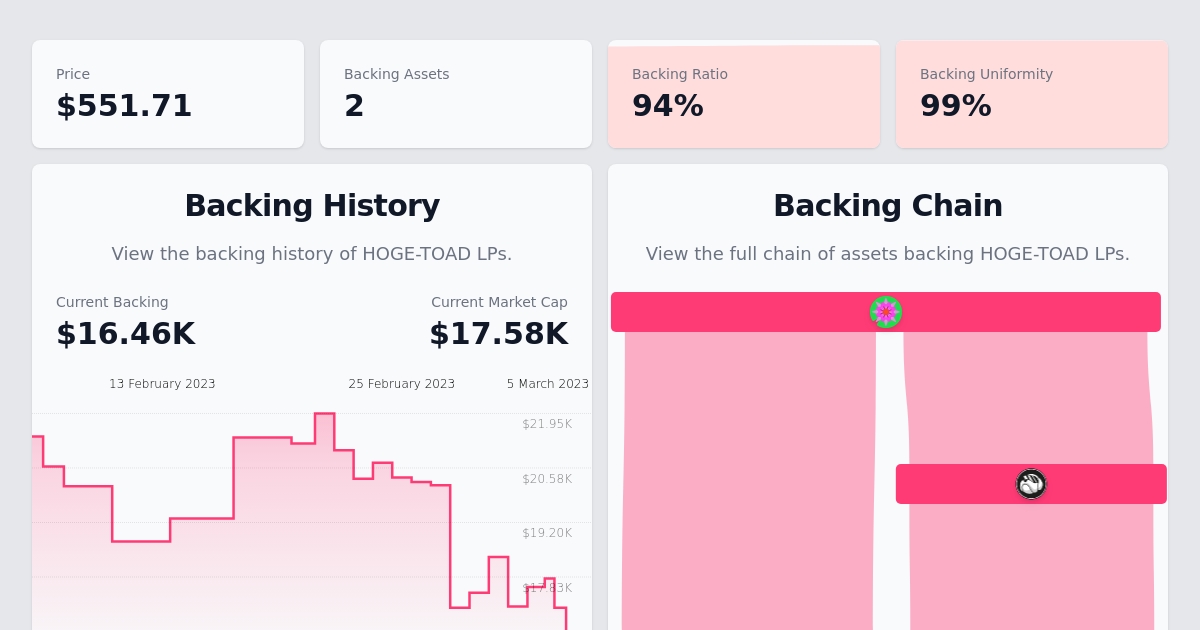 Price
$551.71
Backing Assets
2
Backing Ratio
94%
Backing Uniformity
99%
Backing History
View the backing history of HOGE-TOAD LPs.
Current Backing
$16.46K
Current Market Cap
$17.58K
13 February 2023
25 February 2023
5 March 2023
$21.95K
$20.58K
$19.20K
$17.83K
Backing Chain
View the full chain of assets backing HOGE-TOAD LPs.